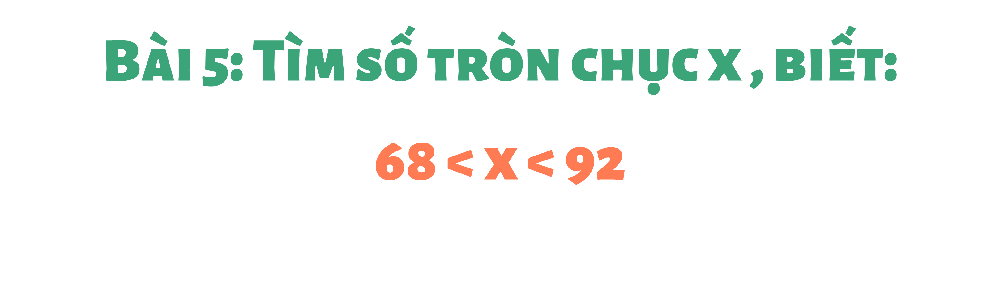 Bài 5: Tìm số tròn chục x , biết:
68 < x < 92